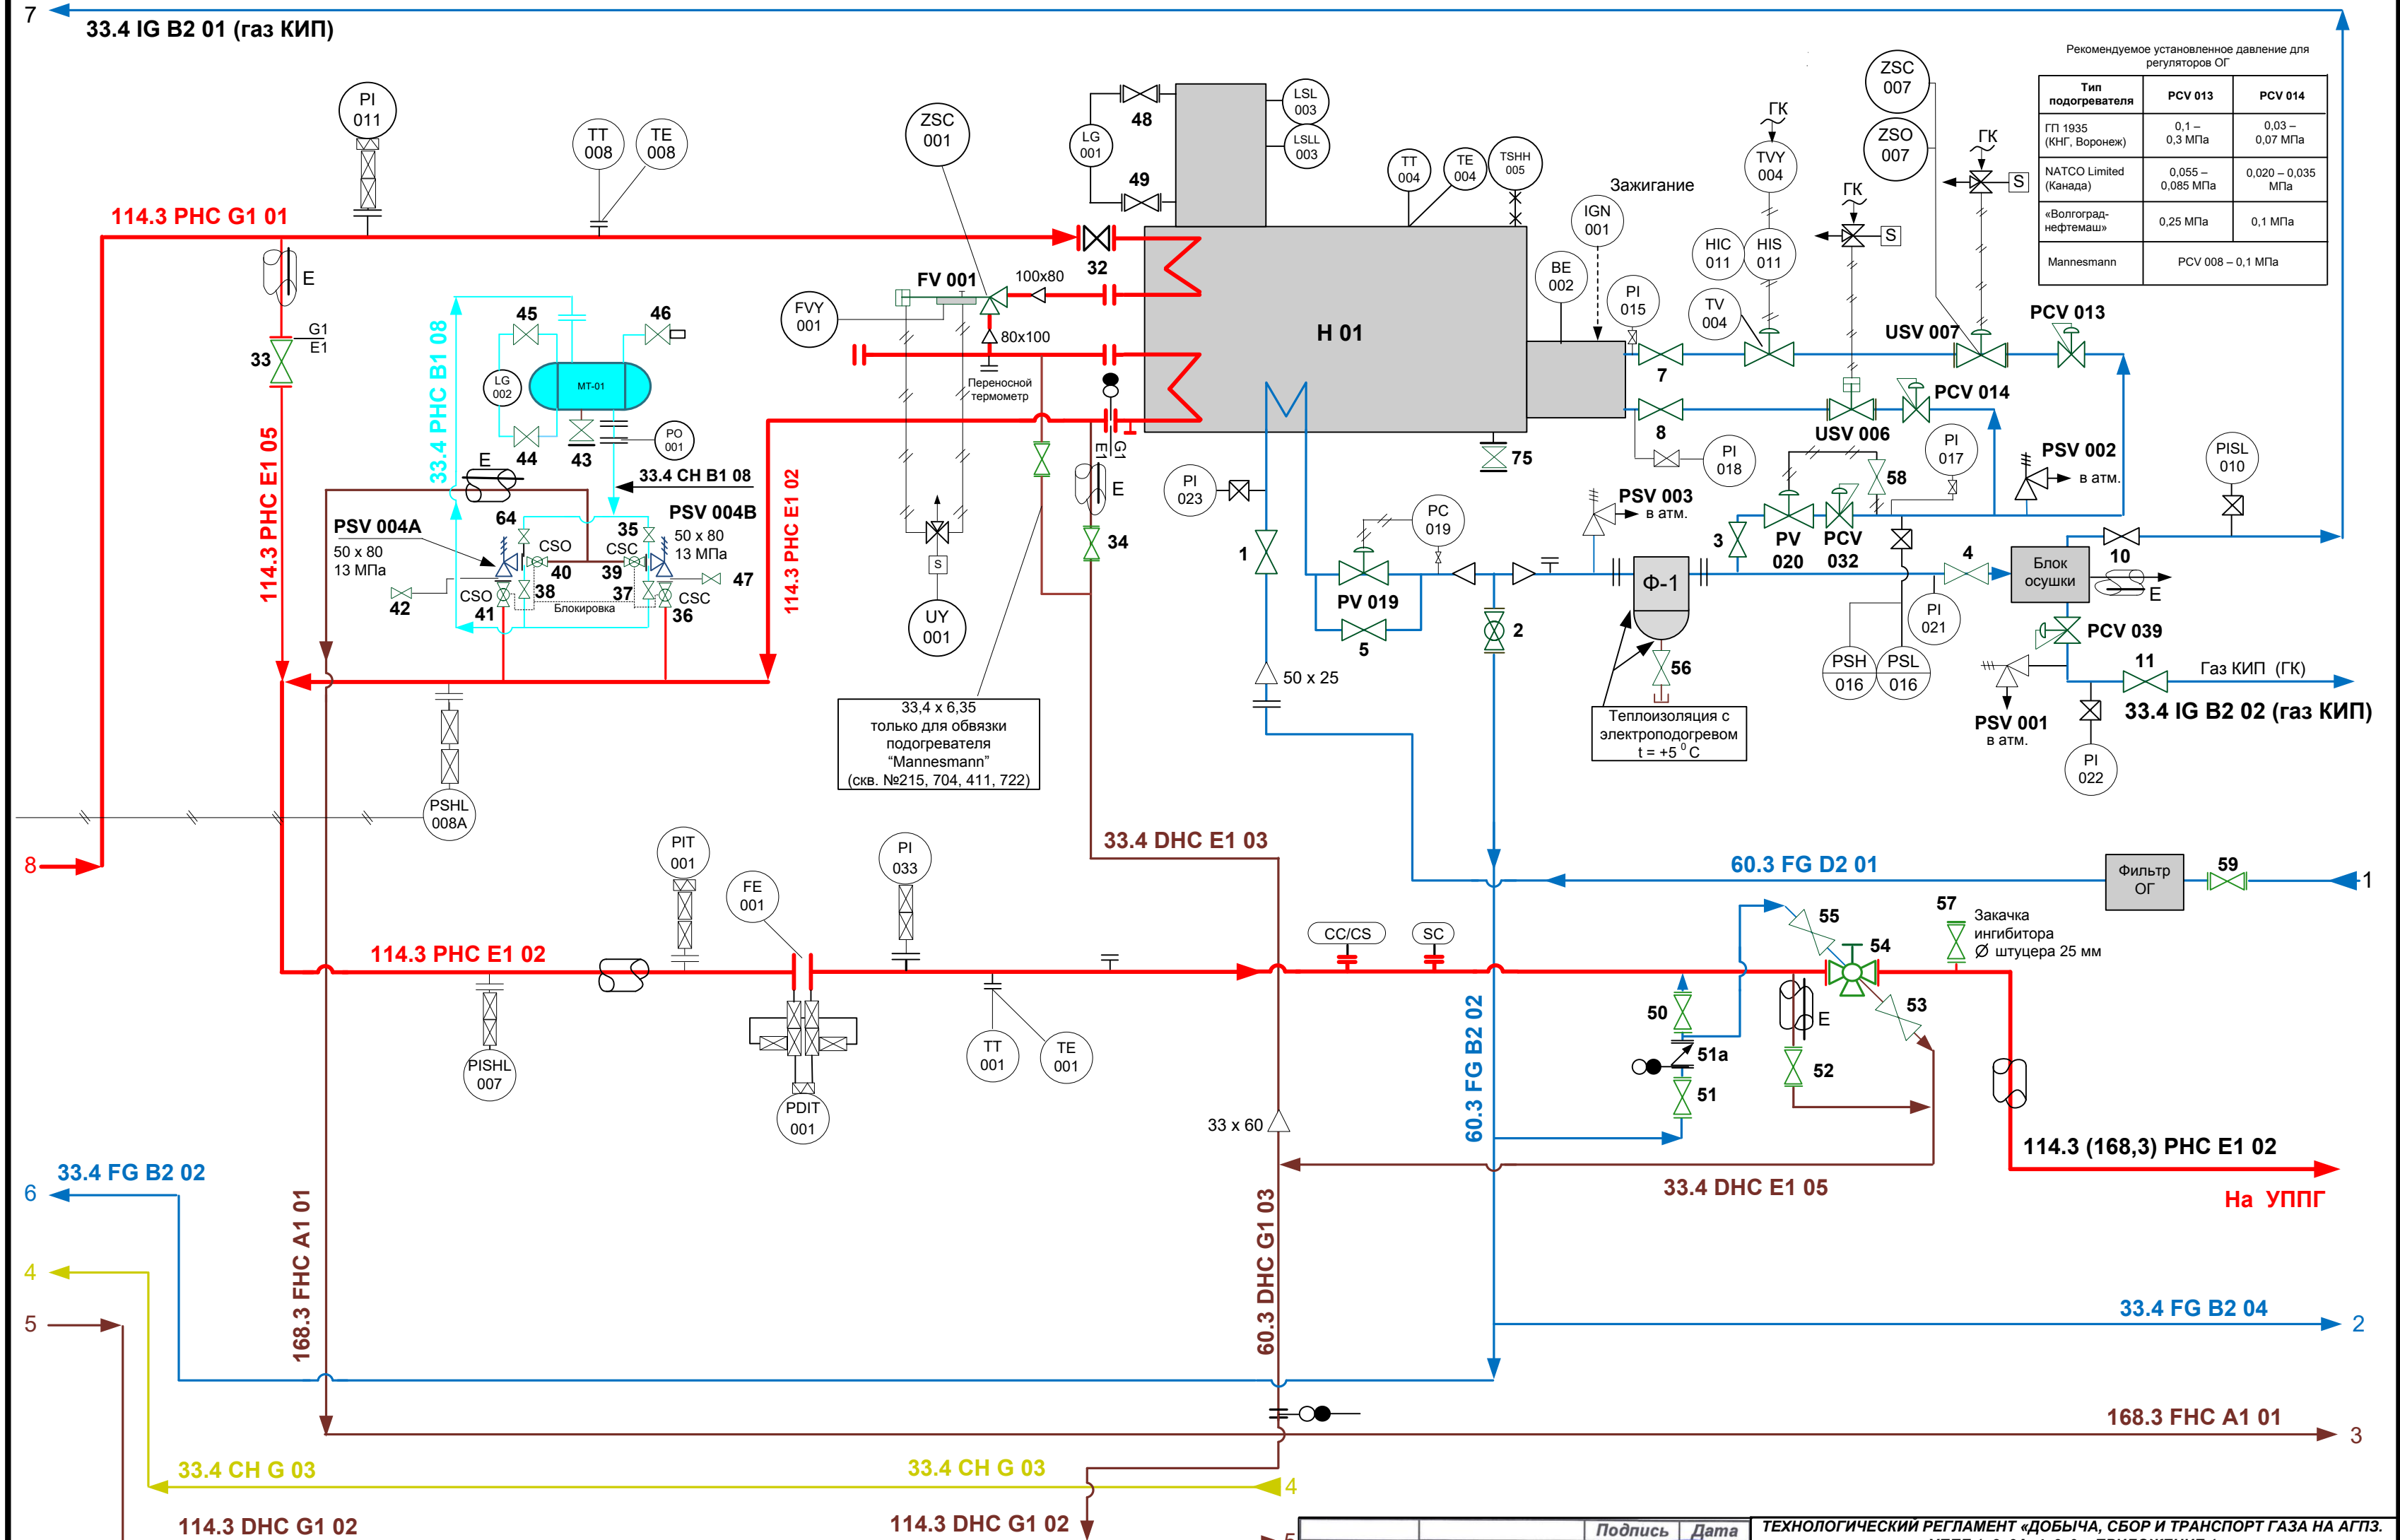 7
33.4 IG B2 01 (газ КИП)
Рекомендуемое установленное давление для
регуляторов ОГ
Тип
подогревателя
PCV 013
PCV 014
ГП 1935
(КНГ, Воронеж)
0,1 –
0,3 МПа
0,03 –
0,07 МПа
NATCO Limited
(Канада)
0,055 –
0,085 МПа
0,020 – 0,035
МПа
«Волгоград-
нефтемаш»
0,25 МПа
0,1 МПа
Mannesmann
PCV 008 – 0,1 МПа
PI
011
TT
008
TE
008
ZSC
001
LG
001
48
49
LSL
003
LSLL
003
TT
004
TE
004
TSHH
005
Зажигание
IGN
001
ГК
TVY
004
HIC
011
HIS
011
TV
004
ZSC
007
ZSO
007
ГК
S
ГК
S
114.3 PHC G1 01
32
E
G1
E1
33
33.4 PHC B1 08
45
46
LG
002
МТ-01
44
43
PO
001
FVY
001
FV 001
100x80
80x100
Переносной
термометр
H 01
BE
002
PI
015
7
USV 007
PCV 013
PCV 014
8
USV 006
PI
018
75
G1
E1
E
34
114.3 PHC E1 05
E
33.4 CH B1 08
PSV 004A
50 x 80
13 МПа
64
CSO
40
35
CSC
39
PSV 004B
50 x 80
13 МПа
47
42
CSO
41
38
Блокировка
37
CSC
36
114.3 PHC E1 02
S
UY
001
PI
023
1
PC
019
PV 019
5
PSV 003
в атм.
2
Ф-1
56
3
PV
020
PCV
032
58
PI
017
PSV 002
в атм.
PISL
010
4
Блок
осушки
10
E
PI
021
PSH
016
PSL
016
PCV 039
11
Газ КИП (ГК)
33.4 IG B2 02 (газ КИП)
PSV 001
в атм.
PI
022
50 x 25
Теплоизоляция с
электроподогревом
t = +5 ⁰ C
33,4 x 6,35
только для обвязки
подогревателя
“Mannesmann”
(скв. №215, 704, 411, 722)
PSHL
008A
8
PIT
001
FE
001
PI
033
33.4 DHC E1 03
60.3 FG D2 01
Фильтр
ОГ
59
1
114.3 PHC E1 02
PISHL
007
PDIT
001
TT
001
TE
001
CC/CS
SC
55
54
57
Закачка
ингибитора
Ø штуцера 25 мм
50
51a
51
E
52
53
60.3 FG B2 02
33 x 60
114.3 (168,3) PHC E1 02
На УППГ
33.4 DHC E1 05
33.4 FG B2 02
6
168.3 FHC A1 01
60.3 DHC G1 03
4
5
33.4 FG B2 04
2
168.3 FHC A1 01
3
33.4 CH G 03
33.4 CH G 03
4
114.3 DHC G1 02
114.3 DHC G1 02
5
Подпись
Дата
ТЕХНОЛОГИЧЕСКИЙ РЕГЛАМЕНТ «ДОБЫЧА, СБОР И ТРАНСПОРТ ГАЗА НА АГПЗ.